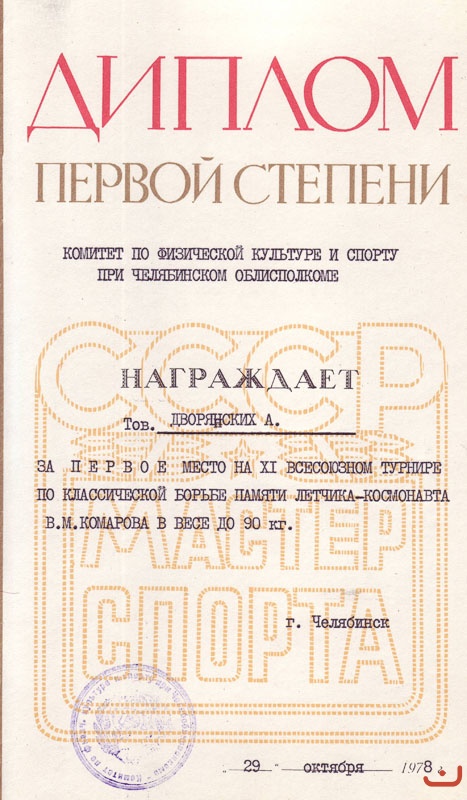 ДИПЛОМ
ПЕРВОЙ СТЕПЕНИ
КОМИТЕТ ПО ФИЗИЧЕСКОЙ КУЛЬТУРЕ И СПОРТУ
ПРИ ЧЕЛЯБИНСКОМ ОБЛИСПОЛКОМЕ
СССР
НАГРАЖДАЕТ
Тов. ДВОРЯНСКИХ А.
ЗА ПЕРВОЕ МЕСТО НА XI ВСЕСОЮЗНОМ ТУРНИРЕ
ПО КЛАССИЧЕСКОЙ БОРЬБЕ ПАМЯТИ ЛЕТЧИКА-КОСМОНАВТА
В.М.КОМАРОВА В ВЕСЕ ДО 90 кг.
МАСТЕР
СПОРТА
г. Челябинск
„ 29 “ октября 1978 г.